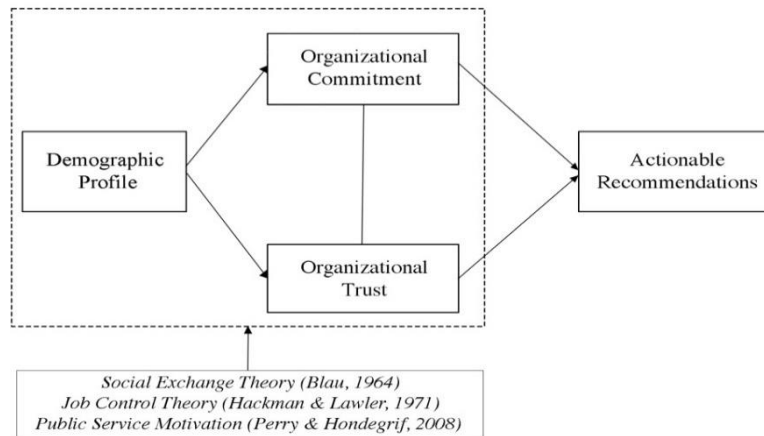 Organizational
Commitment
Demographic
Profile
Actionable
Recommendations
Organizational
Trust
Social Exchange Theory (Blau, 1964)
Job Control Theory (Hackman & Lawler, 1971)
Public Service Motivation (Perry & Hondegrif, 2008)